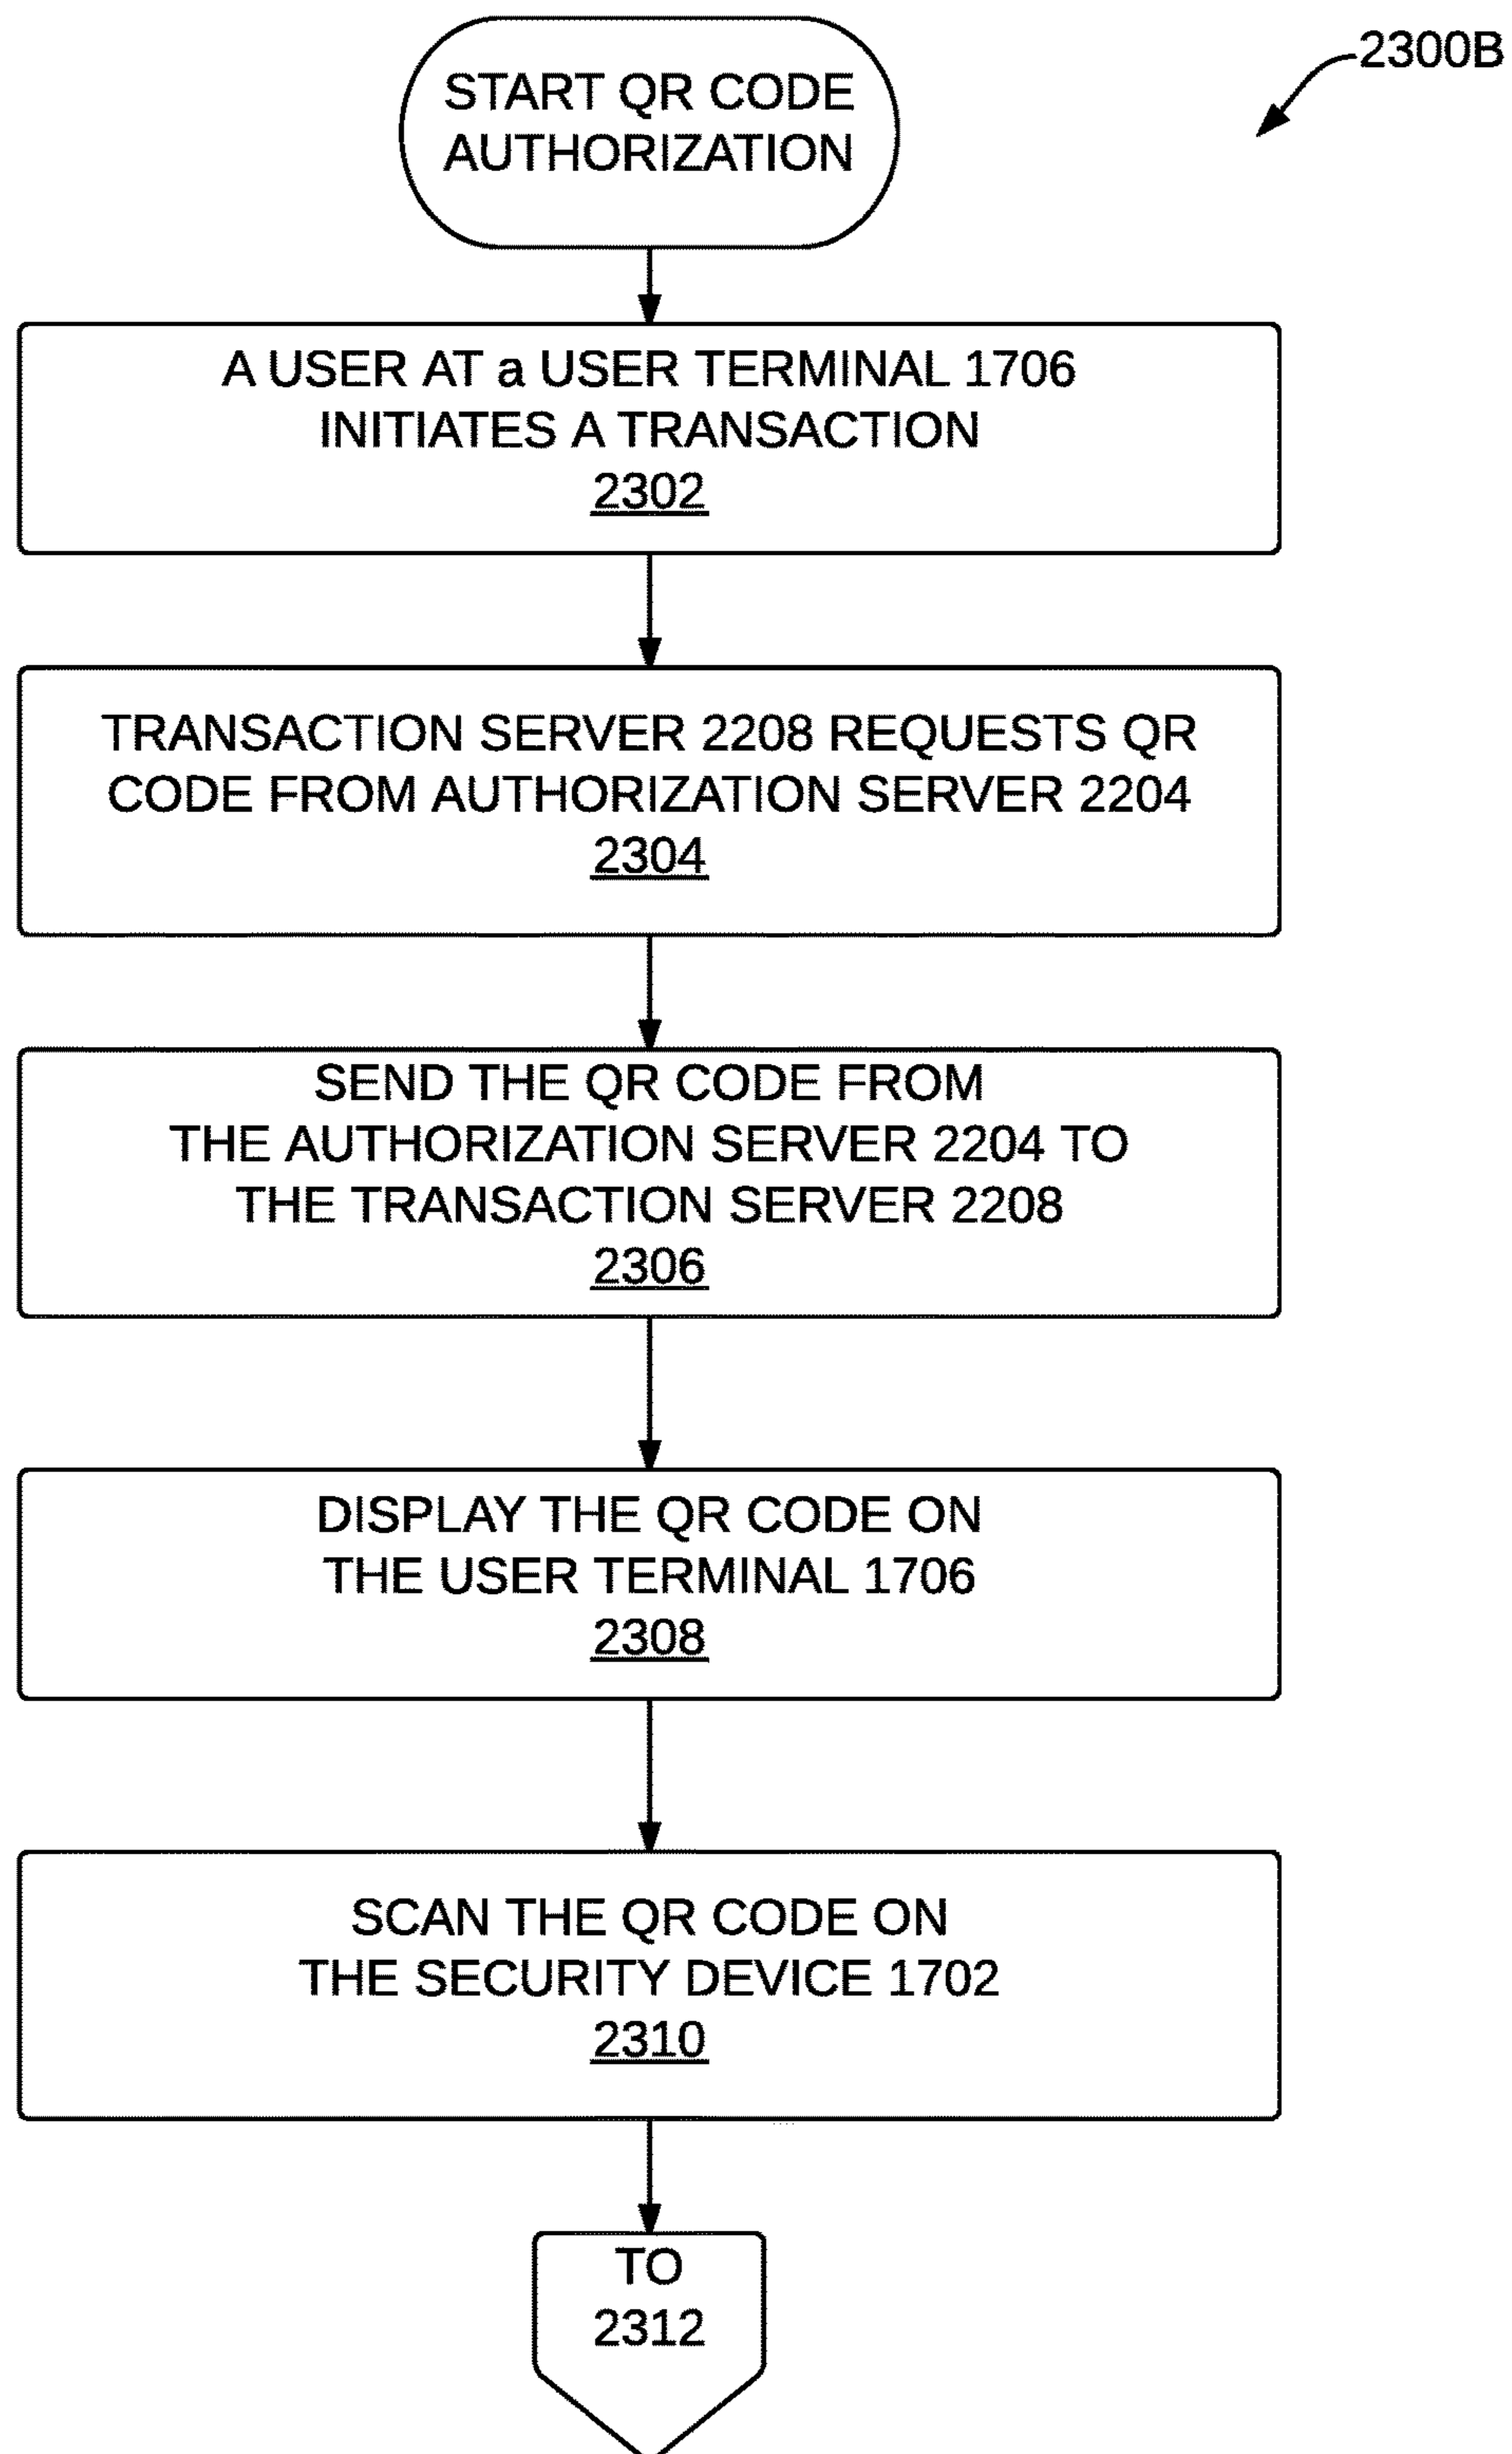 2300B
START QR CODE
AUTHORIZATION
A USER AT a USER TERMINAL 1706
INITIATES A TRANSACTION
2302
TRANSACTION SERVER 2208 REQUESTS QR
CODE FROM AUTHORIZATION SERVER 2204
2304
SEND THE QR CODE FROM
THE AUTHORIZATION SERVER 2204 TO
THE TRANSACTION SERVER 2208
2306
DISPLAY THE QR CODE ON
THE USER TERMINAL 1706
2308
SCAN THE QR CODE ON
THE SECURITY DEVICE 1702
2310
TO
2312